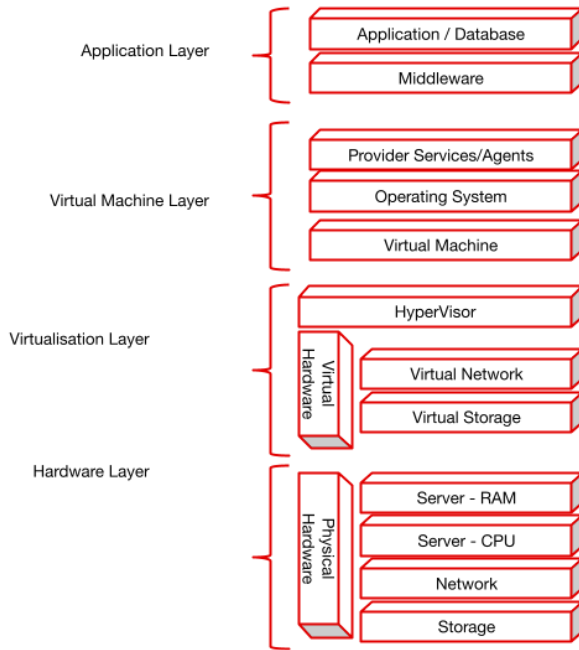 Application Layer
Application / Database
Middleware
Virtual Machine Layer
Provider Services/Agents
Operating System
Virtual Machine
Virtualisation Layer
HyperVisor
Virtual
Hardware
Virtual Network
Virtual Storage
Hardware Layer
Physical
Hardware
Server - RAM
Server - CPU
Network
Storage